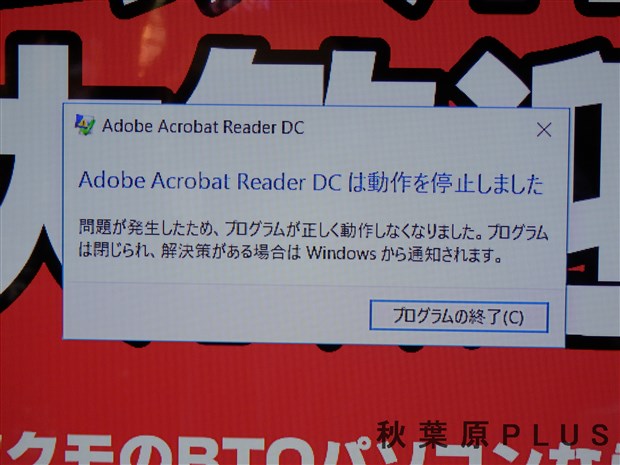 Adobe Acrobat Reader DC
Adobe Acrobat Reader DC は動作を停止しました
問題が発生したため、プログラムが正しく動作しなくなりました。プログラム
は閉じられ、解決策がある場合は Windows から通知されます。
プログラムの終了(C)
クモのBTOパソコンなら
秋葉原PLUS